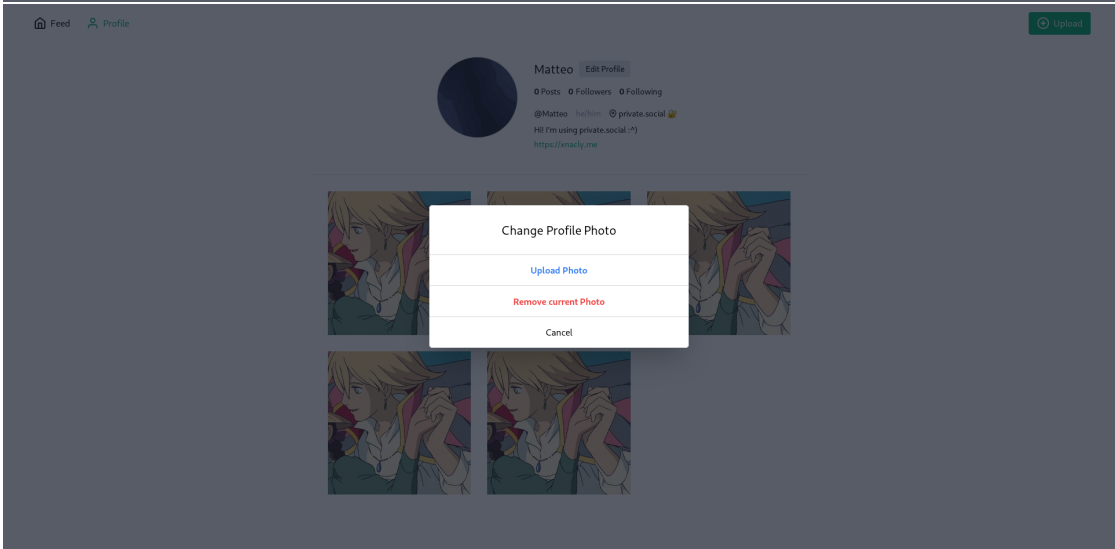 Feed Profile Upload
Matteo Edit Profile
0 Posts 0 Followers 0 Following
@Matteo he/him private.social
Hi! I'm using private.social :^)
https://xnacly.me
Change Profile Photo
Upload Photo
Remove current Photo
Cancel